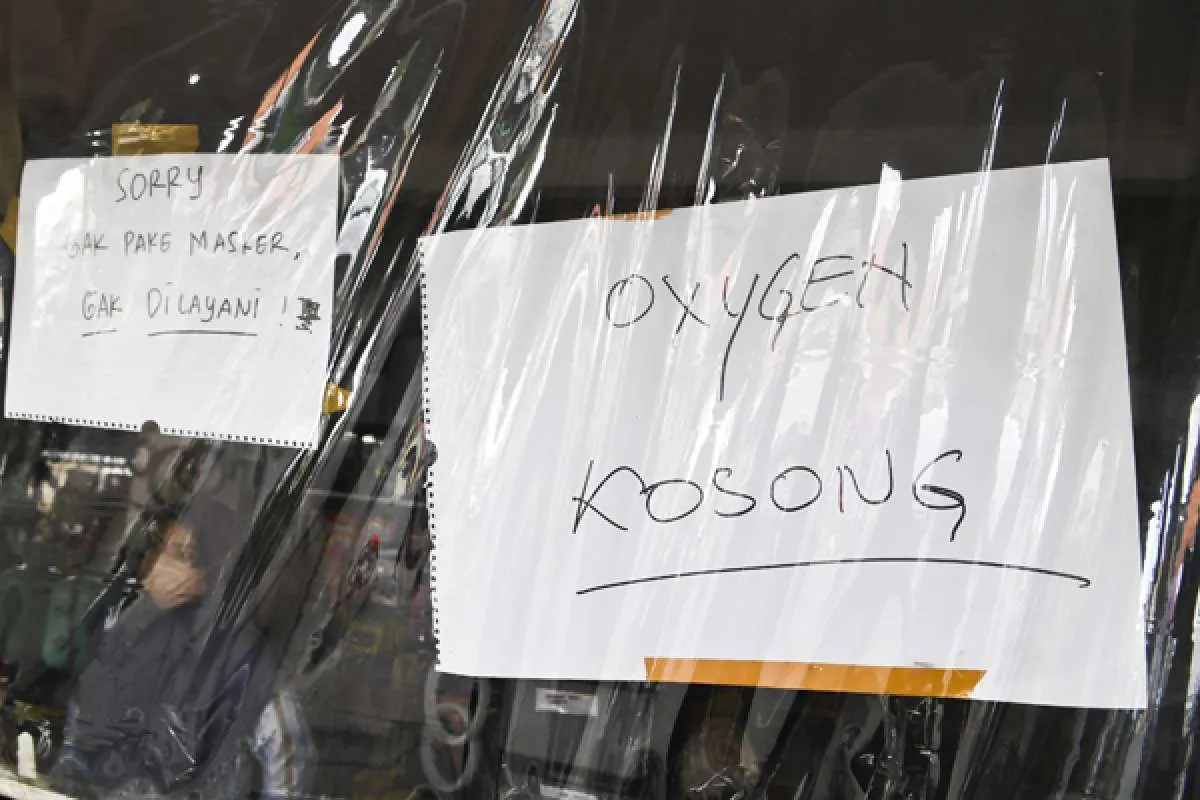 SORRY
GAK PAKE MASKER,
GAK DILAYANI !
OXYGEN
KOSONG